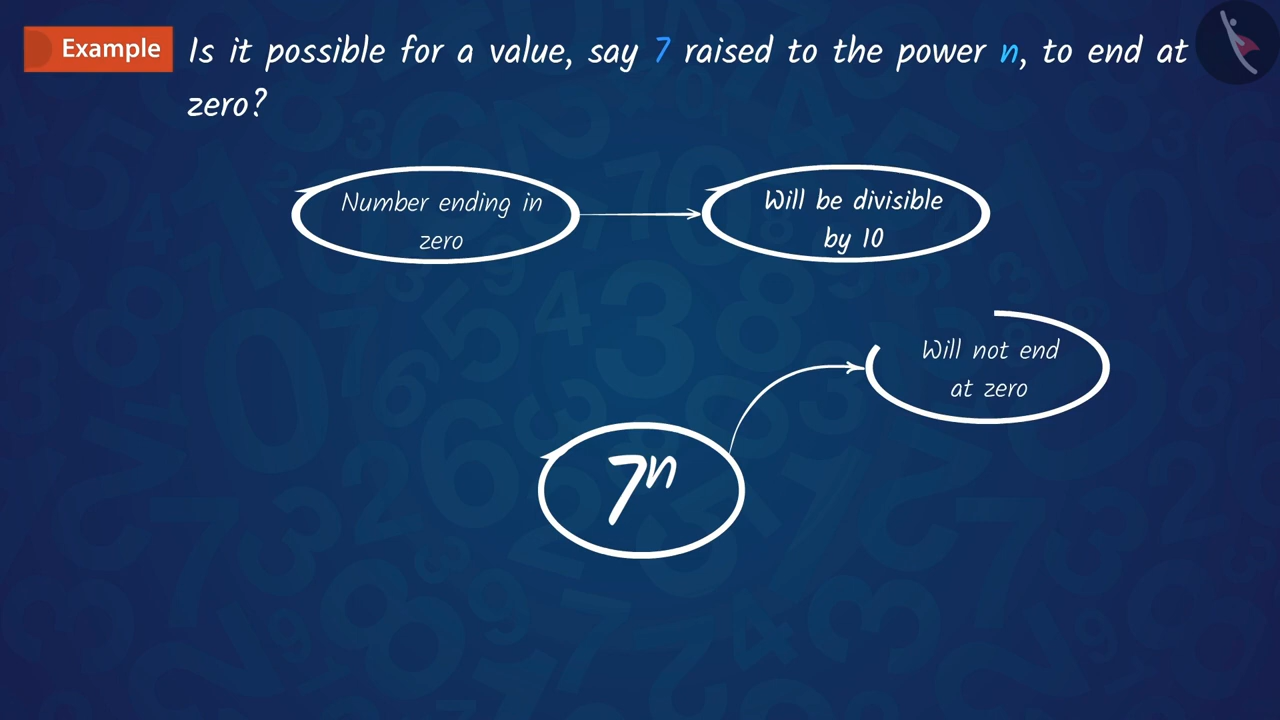 Example
Is it possible for a value, say 7 raised to the power n, to end at
zero?
Number ending in
zero
Will be divisible
by 10
Will not end
at zero
7ⁿ